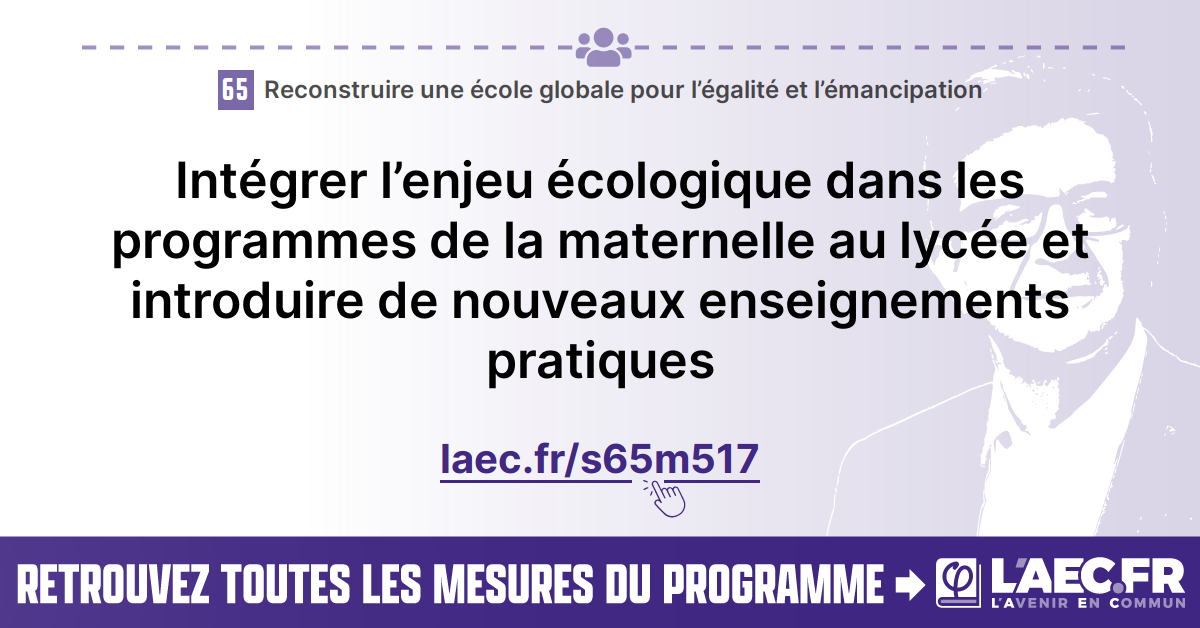 65 Reconstruire une école globale pour l’égalité et l’émancipation
Intégrer l’enjeu écologique dans les
programmes de la maternelle au lycée et
introduire de nouveaux enseignements
pratiques
laec.fr/s65m517
RETROUVEZ TOUTES LES MESURES DU PROGRAMME
φ L’AEC.FR
L’AVENIR EN COMMUN